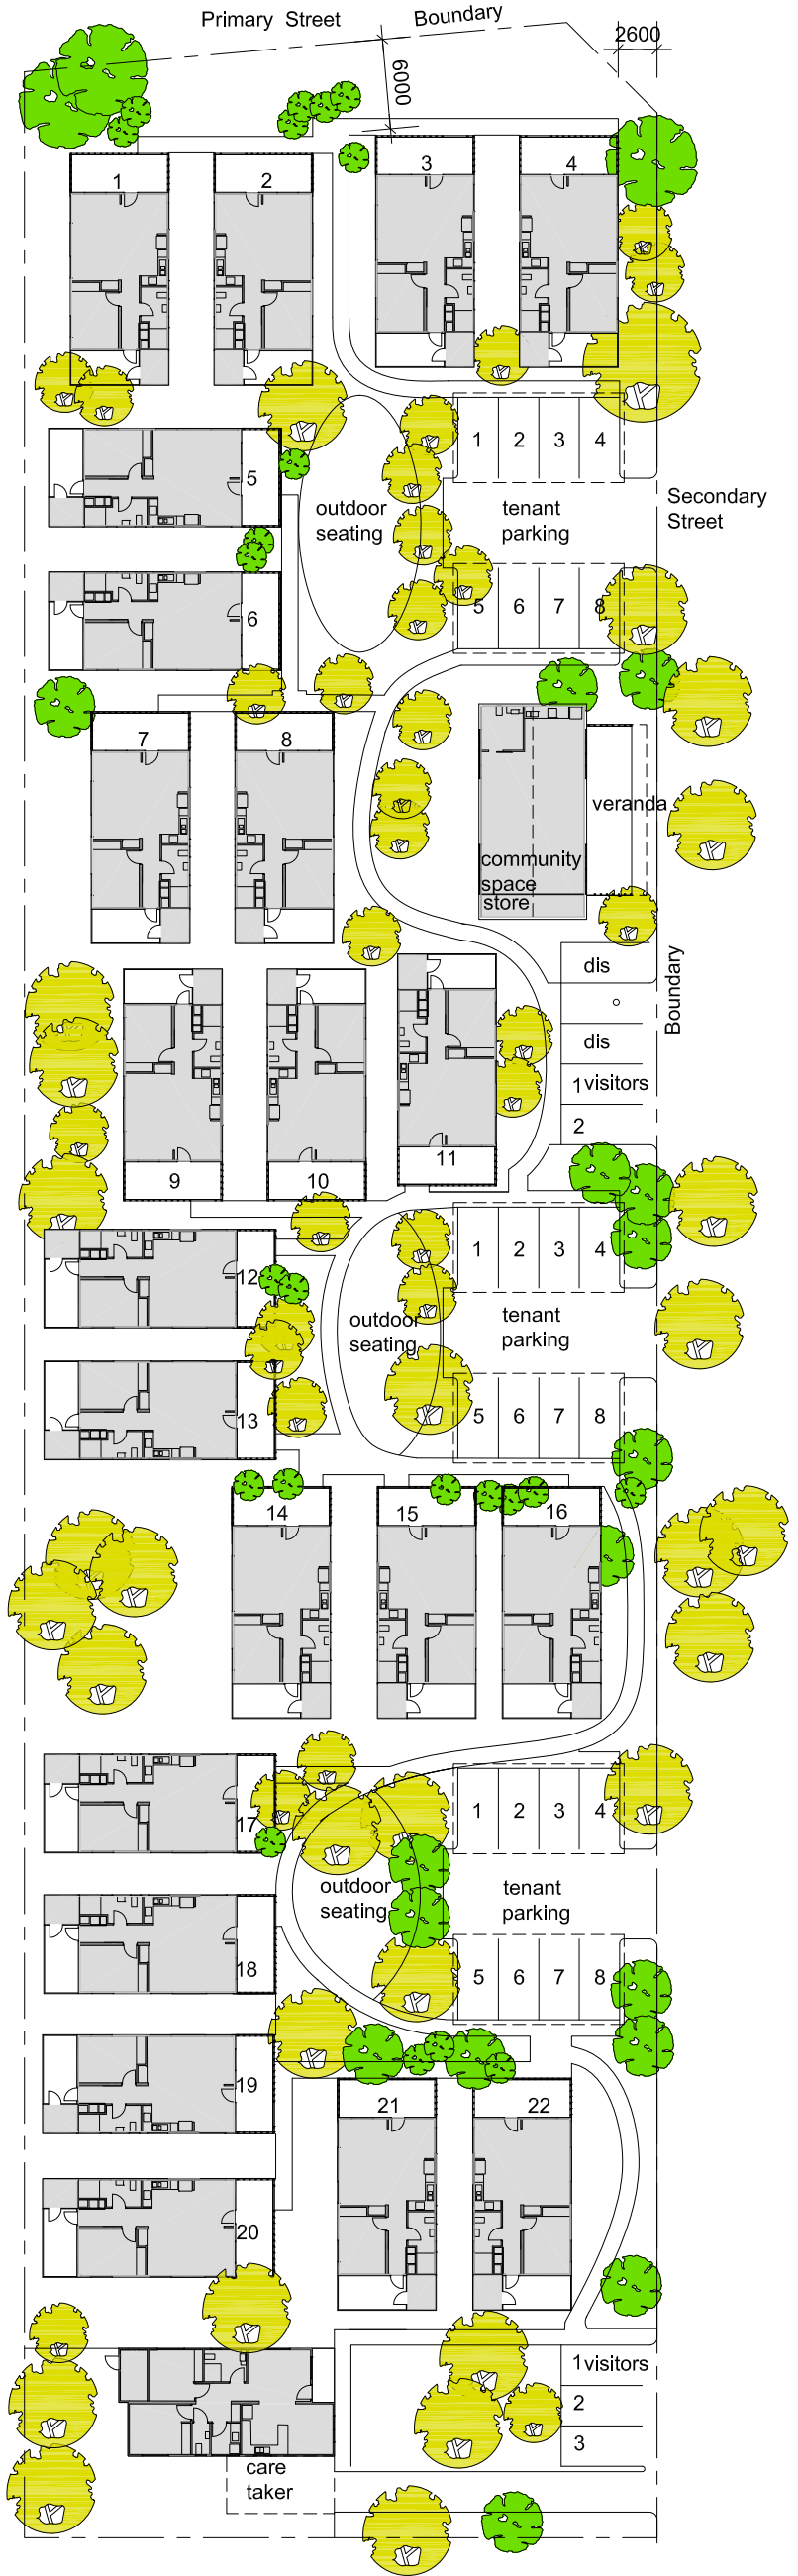 Primary Street
Boundary
2600
6000
1
2
3
4
1 2 3 4
5
outdoor
seating
tenant
parking
Secondary
Street
6
5 6 7 8
7
8
veranda
community
space
store
dis
Boundary
dis
1 visitors
2
11
9
10
12
1 2 3 4
outdoor
seating
tenant
parking
13
5 6 7 8
14
15
16
17
1 2 3 4
outdoor
seating
tenant
parking
18
5 6 7 8
19
21
22
20
1 visitors
2
3
care
taker